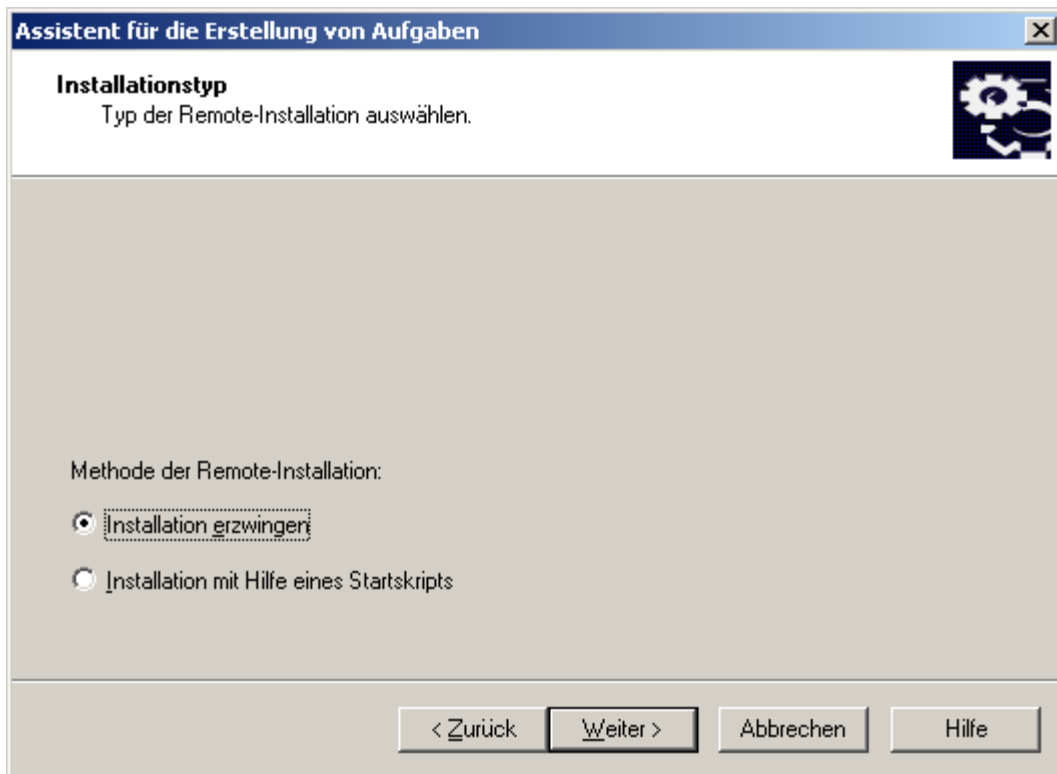 Assistent für die Erstellung von Aufgaben
Installationstyp
Typ der Remote-Installation auswählen.
Methode der Remote-Installation:
Installation erzwingen
Installation mit Hilfe eines Startskripts
< Zurück Weiter > Abbrechen Hilfe